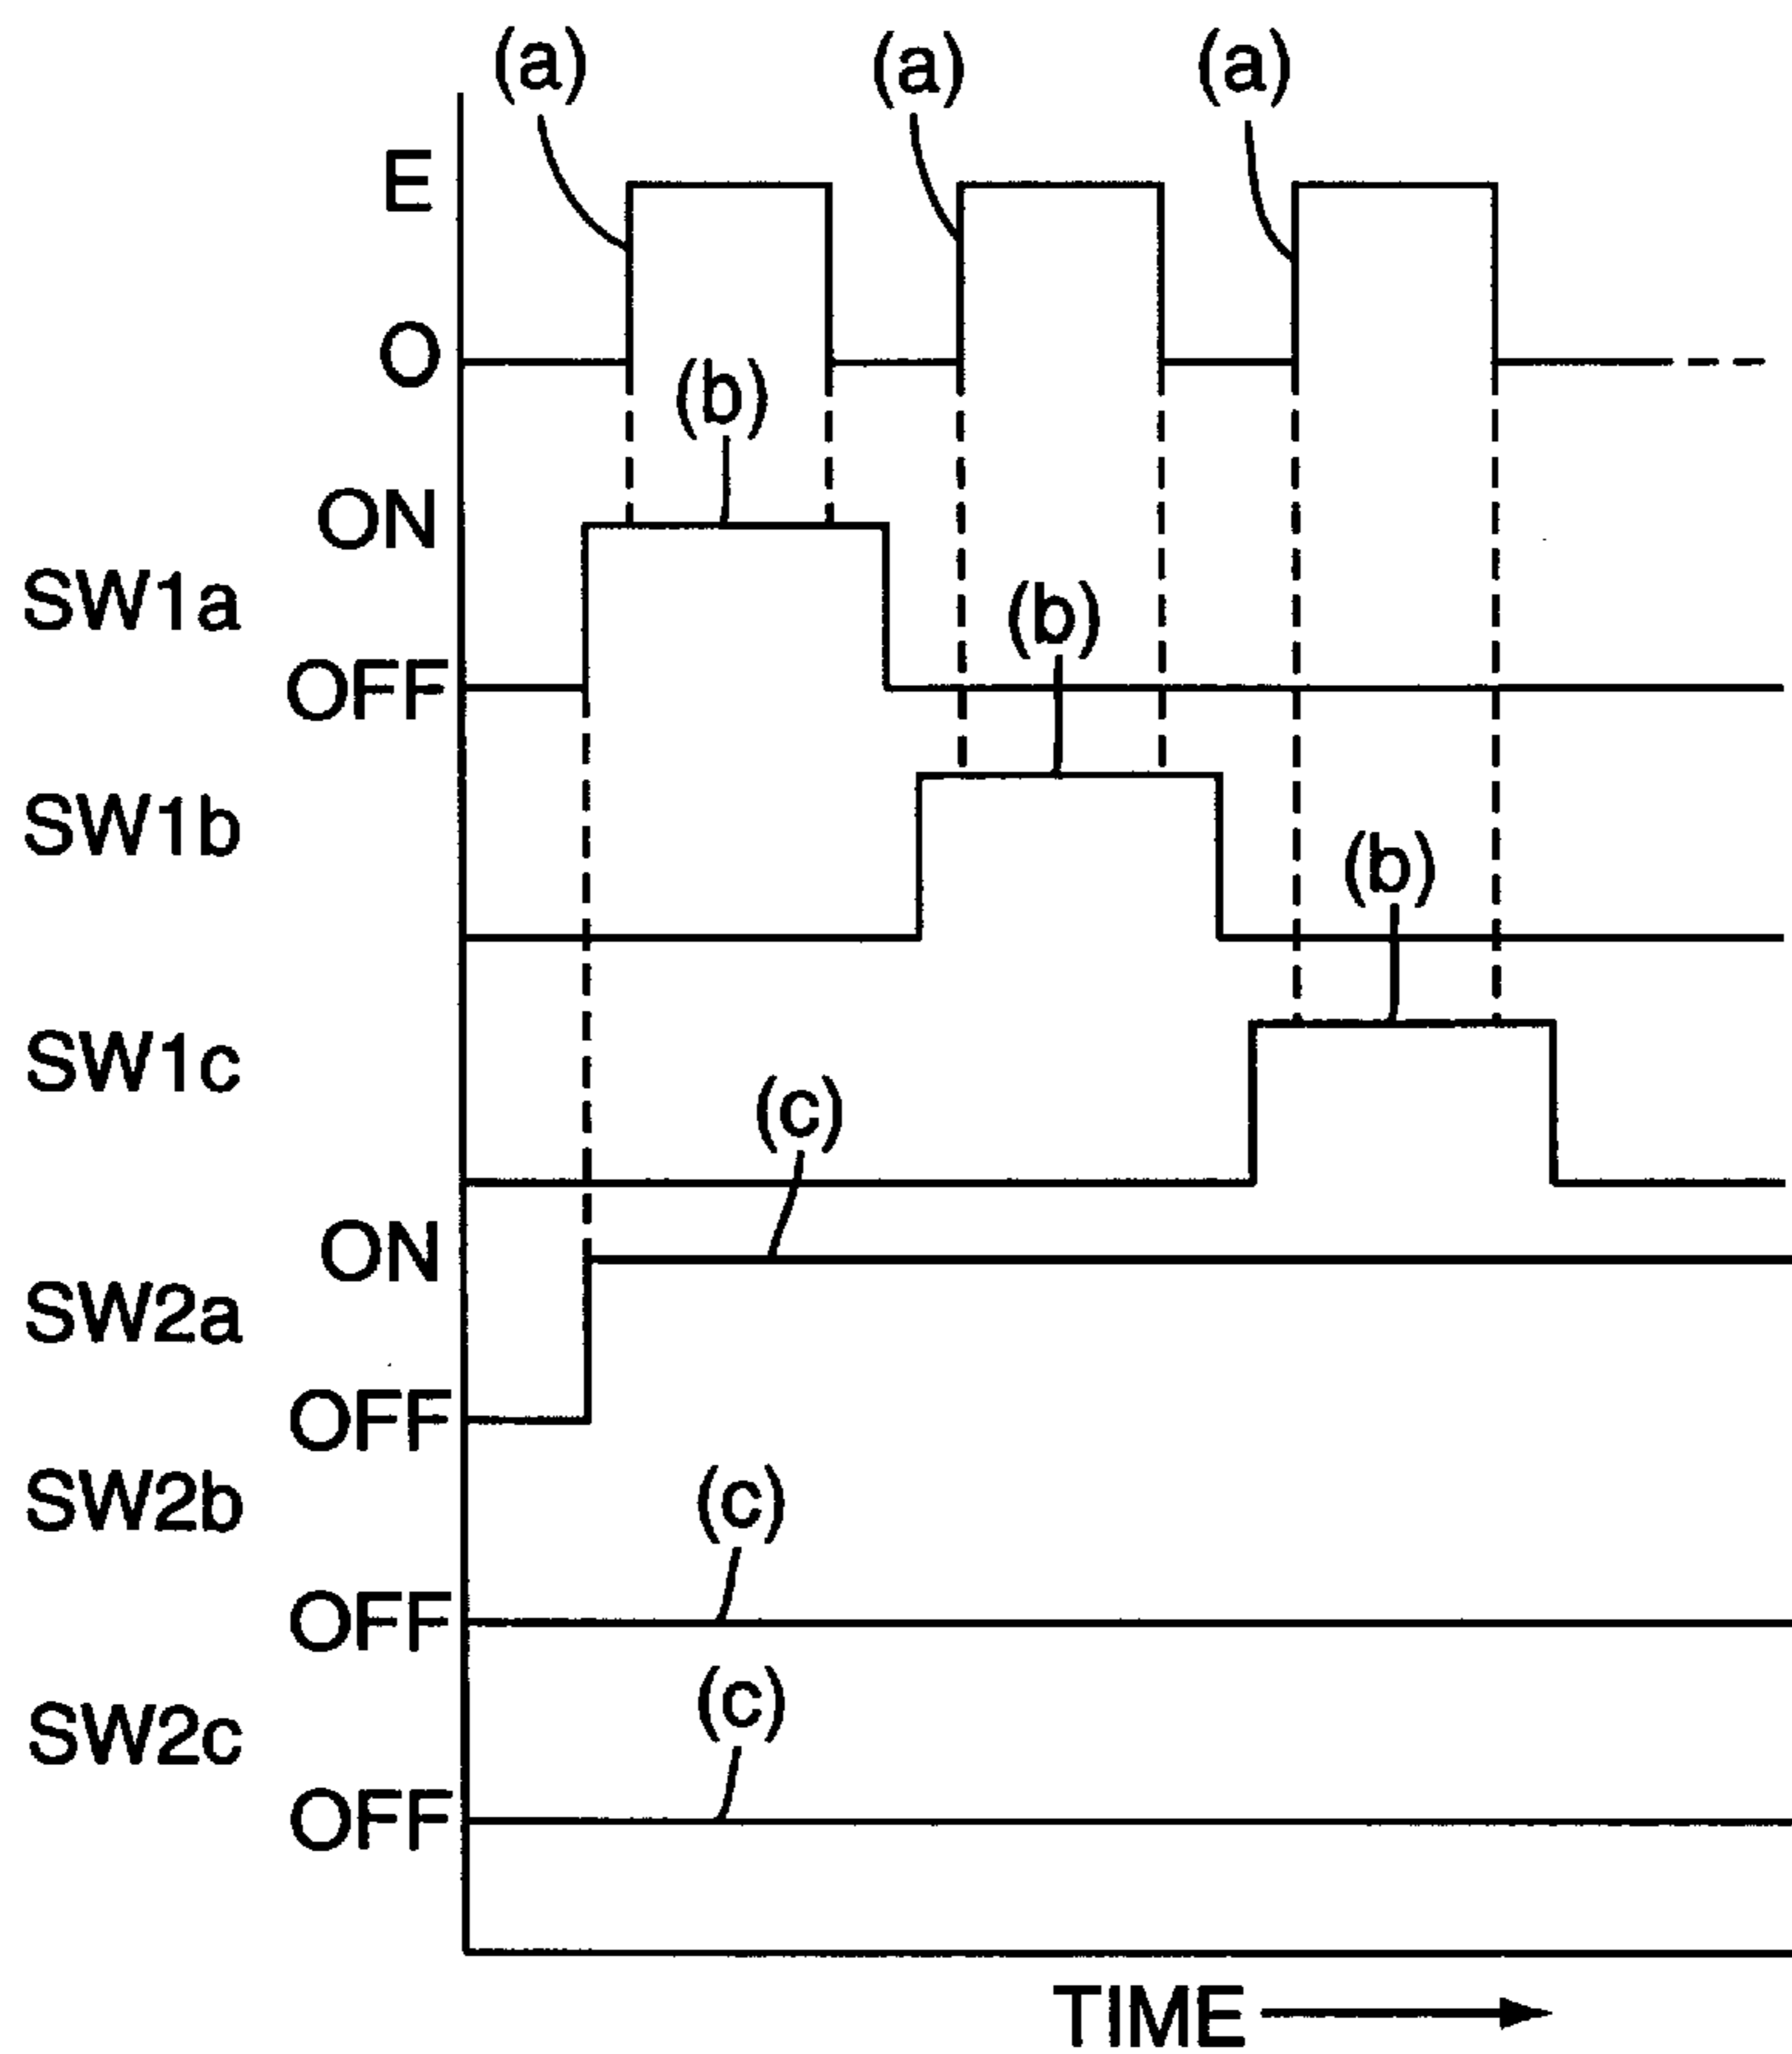 (a) (a) (a)
E
O
(b)
ON
SW1a
(b)
OFF
SW1b
(b)
SW1c
(c)
ON
SW2a
OFF
SW2b
(c)
OFF
(c)
SW2c
OFF
TIME